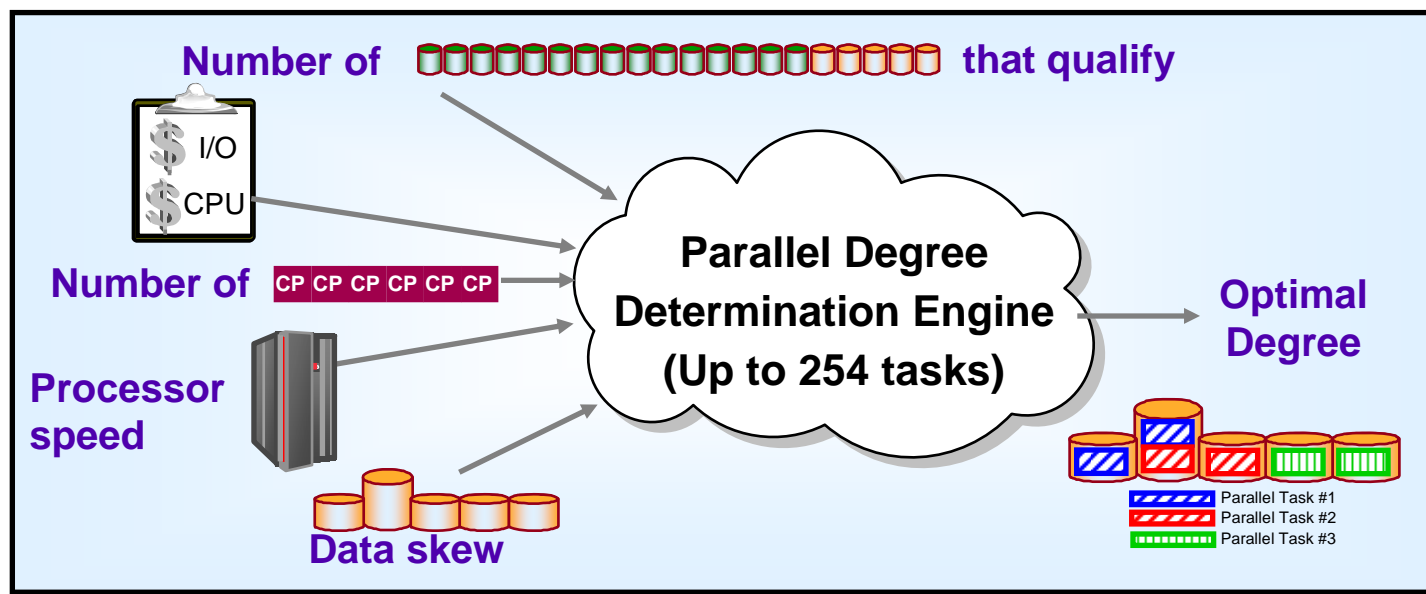 Number of that qualify
I/O
CPU
Number of CP CP CP CP CP CP
Processor
speed
Data skew
Parallel Degree
Determination Engine
(Up to 254 tasks)
Optimal
Degree
Parallel Task #1
Parallel Task #2
Parallel Task #3